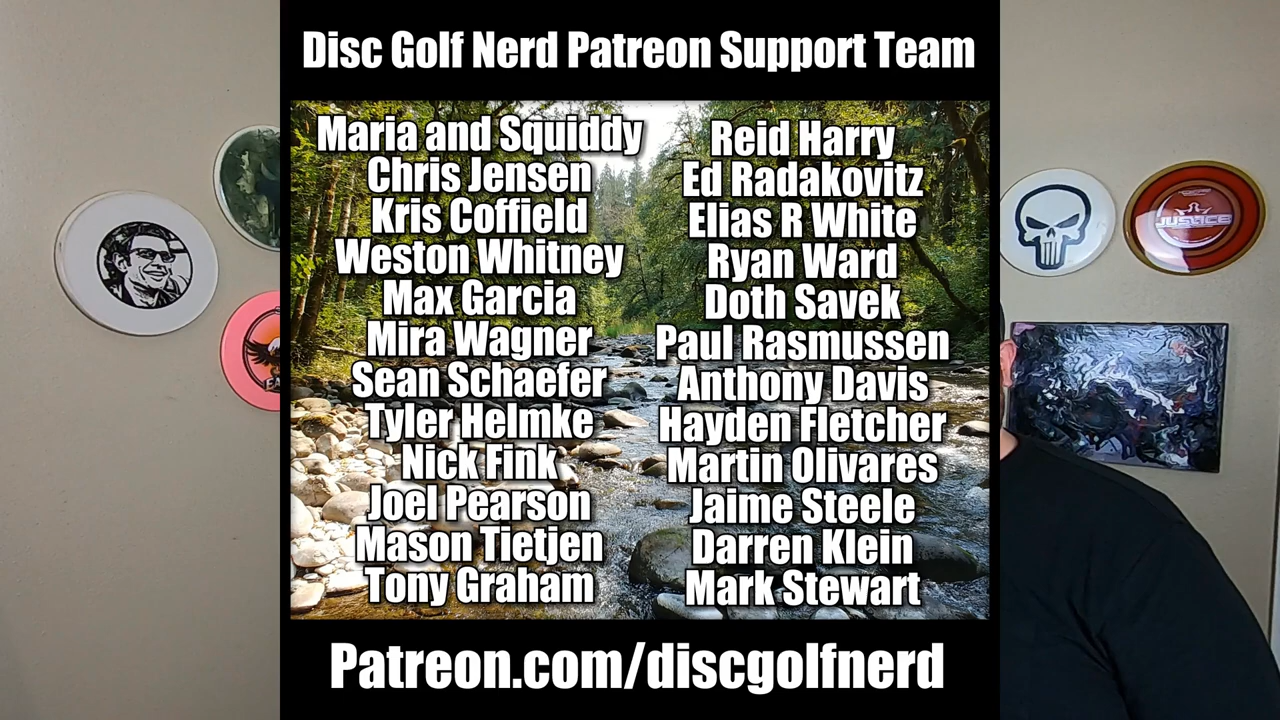 Disc Golf Nerd Patreon Support Team
Maria and Squiddy
Chris Jensen
Kris Coffield
Weston Whitney
Max Garcia
Mira Wagner
Sean Schaefer
Tyler Helmke
Nick Fink
Joel Pearson
Mason Tietjen
Tony Graham
Reid Harry
Ed Radakovitz
Elias R White
Ryan Ward
Doth Savek
Paul Rasmussen
Anthony Davis
Hayden Fletcher
Martin Olivares
Jaime Steele
Darren Klein
Mark Stewart
Patreon.com/discgolfnerd
JUSTICE